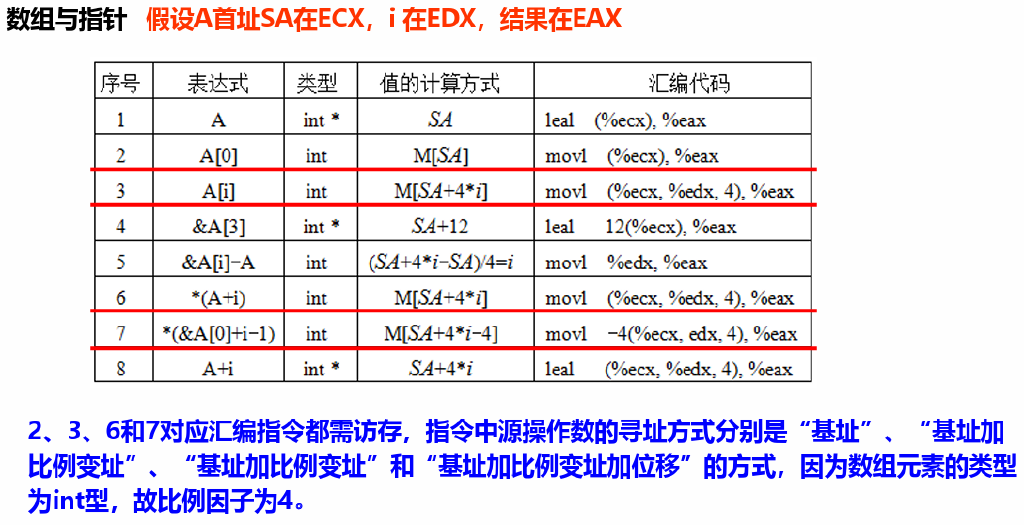 数组与指针 假设A首址SA在ECX，i 在EDX，结果在EAX
序号 表达式 类型 值的计算方式 汇编代码
1 A int * SA leal (%ecx), %eax
2 A[0] int M[SA] movl (%ecx), %eax
3 A[i] int M[SA+4*i] movl (%ecx, %edx, 4), %eax
4 &A[3] int * SA+12 leal 12(%ecx), %eax
5 &A[i]−A int (SA+4*i−SA)/4=i movl %edx, %eax
6 *(A+i) int M[SA+4*i] movl (%ecx, %edx, 4), %eax
7 *(&A[0]+i−1) int M[SA+4*i−4] movl −4(%ecx, edx, 4), %eax
8 A+i int * SA+4*i leal (%ecx, %edx, 4), %eax
2、3、6和7对应汇编指令都需访存，指令中源操作数的寻址方式分别是“基址”、“基址加
比例变址”、“基址加比例变址”和“基址加比例变址加位移”的方式，因为数组元素的类型
为int型，故比例因子为4。